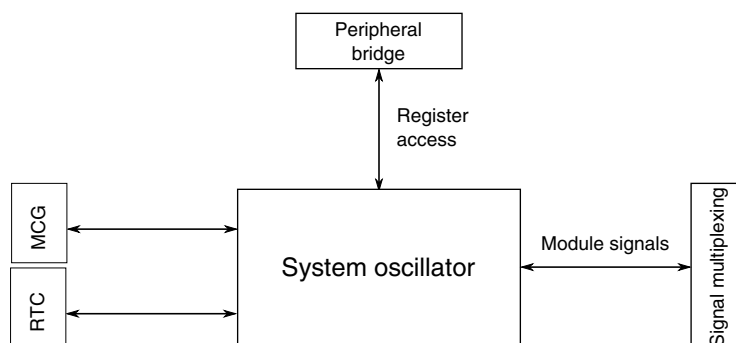 Peripheral
bridge
Register
access
MCG
System oscillator
Module signals
Signal multiplexing
RTC